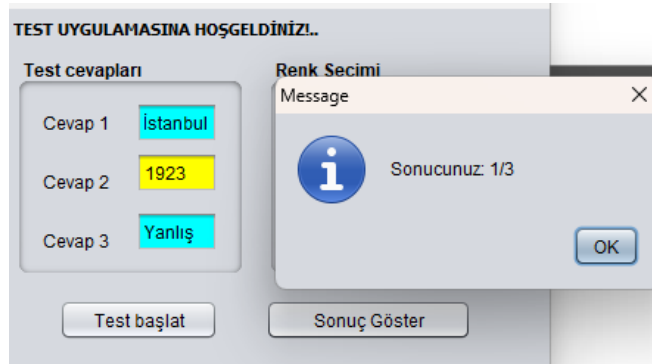 TEST UYGULAMASINA HOŞGELDİNİZ!..
Test cevapları
Renk Secimi
Message
Cevap 1
İstanbul
Cevap 2
1923
Cevap 3
Yanlış
Sonucunuz: 1/3
OK
Test başlat
Sonuç Göster